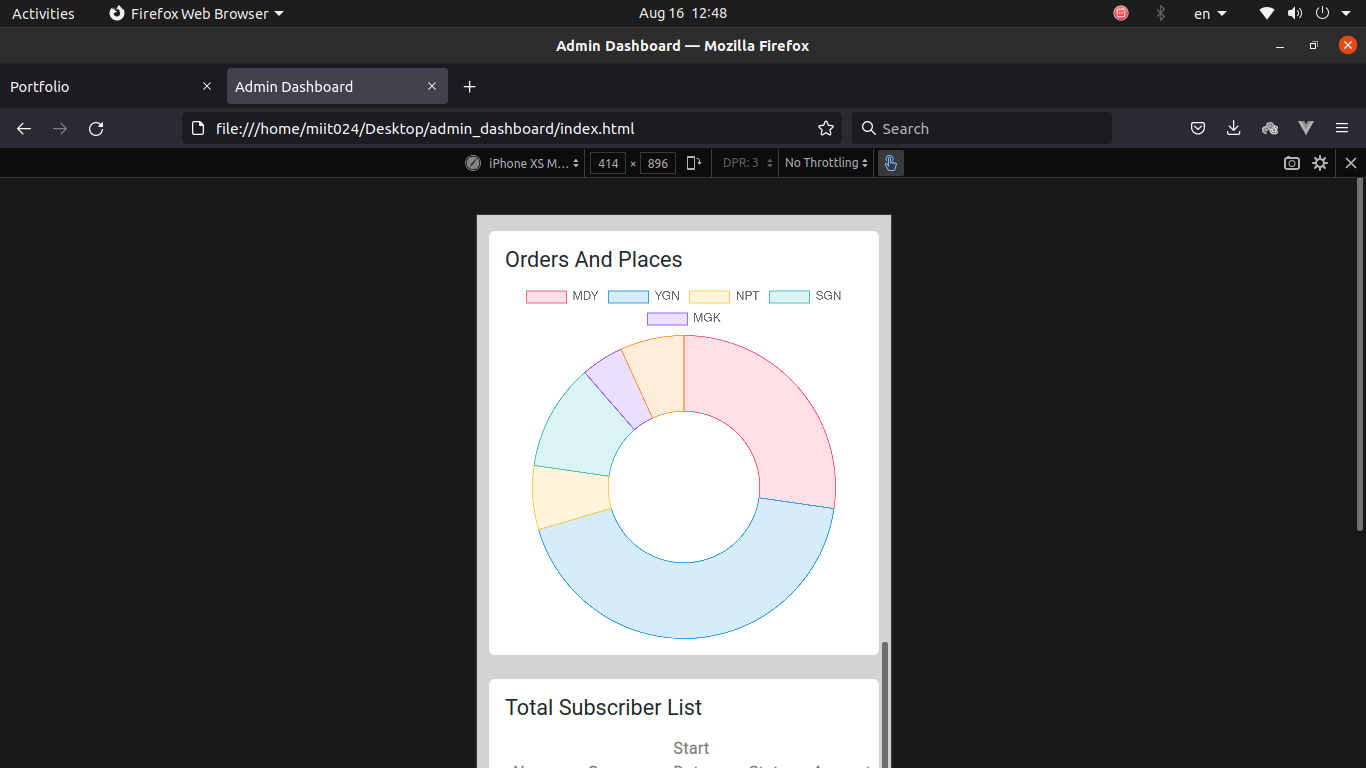 Activities Firefox Web Browser Aug 16 12:48 en
Admin Dashboard — Mozilla Firefox
Portfolio Admin Dashboard
file:///home/miit024/Desktop/admin_dashboard/index.html Search
iPhone XS M... 414 × 896 DPR: 3 No Throttling
Orders And Places
MDY YGN NPT SGN
MGK
Total Subscriber List
Start